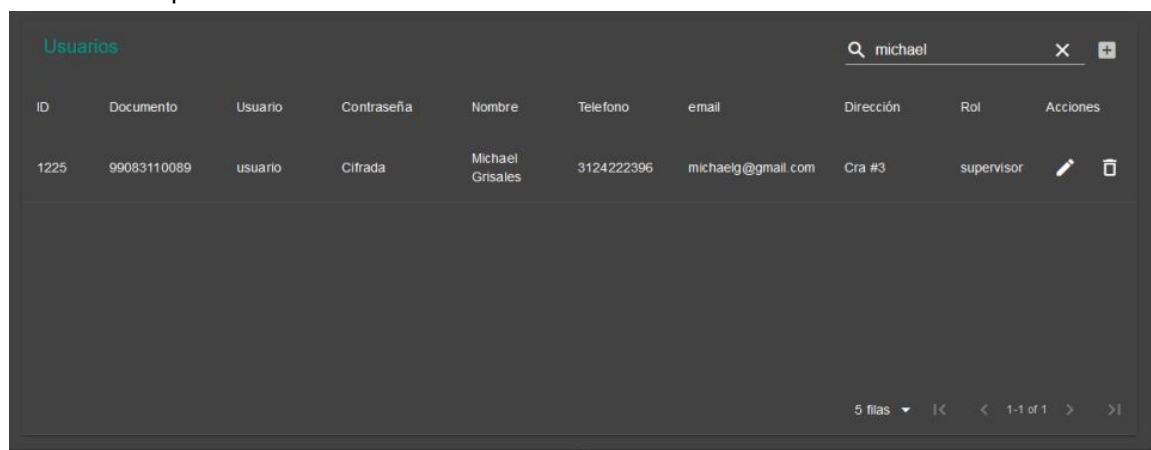 Usuarios
michael
ID Documento Usuario Contraseña Nombre Telefono email Dirección Rol Acciones
1225 99083110089 usuario Cifrada Michael Grisales 3124222396 michaelg@gmail.com Cra #3 supervisor
5 filas 1-1 of 1